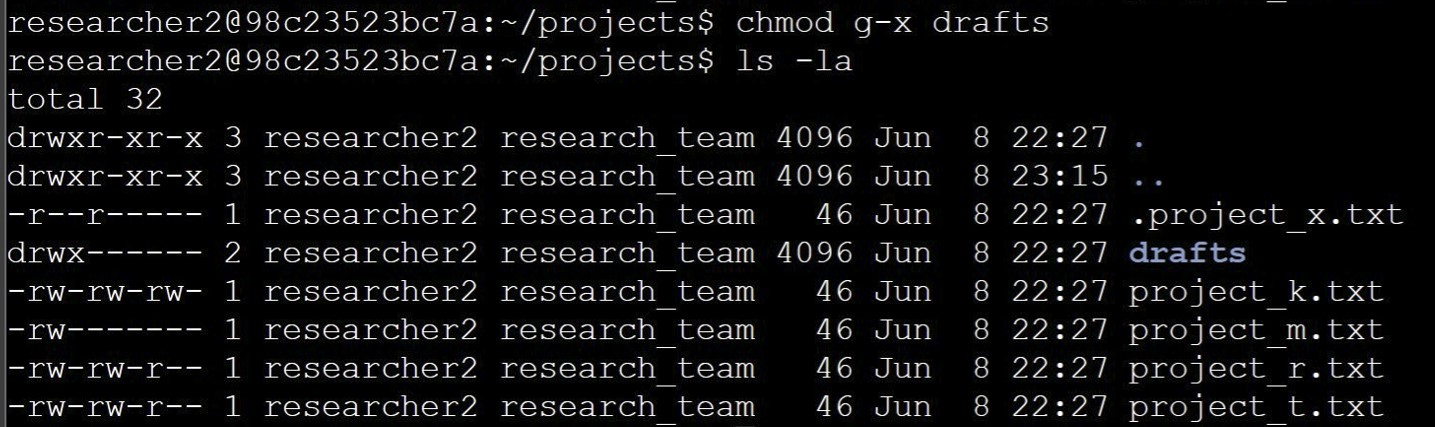 researcher2@98c23523bc7a:~/projects$ chmod g-x drafts
researcher2@98c23523bc7a:~/projects$ ls -la
total 32
drwxr-xr-x 3 researcher2 research_team 4096 Jun  8 22:27 .
drwxr-xr-x 3 researcher2 research_team 4096 Jun  8 23:15 ..
-r--r----- 1 researcher2 research_team   46 Jun  8 22:27 .project_x.txt
drwx------ 2 researcher2 research_team 4096 Jun  8 22:27 drafts
-rw-rw-rw- 1 researcher2 research_team   46 Jun  8 22:27 project_k.txt
-rw------- 1 researcher2 research_team   46 Jun  8 22:27 project_m.txt
-rw-rw-r-- 1 researcher2 research_team   46 Jun  8 22:27 project_r.txt
-rw-rw-r-- 1 researcher2 research_team   46 Jun  8 22:27 project_t.txt